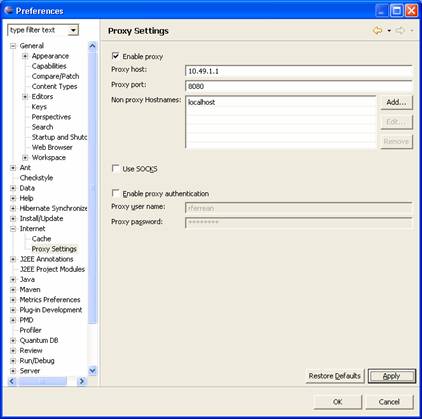 Preferences
type filter text
General
Appearance
Capabilities
Compare/Patch
Content Types
Editors
Keys
Perspectives
Search
Startup and Shutd
Web Browser
Workspace
Ant
Checkstyle
Data
Help
Hibernate Synchronize
Install/Update
Internet
Cache
Proxy Settings
J2EE Annotations
J2EE Project Modules
Java
Maven
Metrics Preferences
Plug-in Development
PMD
Profiler
Quantum DB
Review
Run/Debug
Server
Proxy Settings
Enable proxy
Proxy host: 10.49.1.1
Proxy port: 8080
Non proxy Hostnames: localhost
Add...
Edit...
Remove
Use SOCKS
Enable proxy authentication
Proxy user name: rferrean
Proxy password: ********
Restore Defaults Apply
OK Cancel